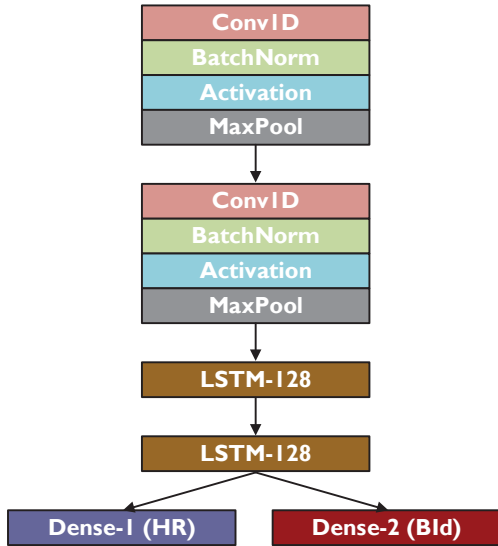 Conv1D
BatchNorm
Activation
MaxPool
Conv1D
BatchNorm
Activation
MaxPool
LSTM-128
LSTM-128
Dense-1 (HR)
Dense-2 (BId)